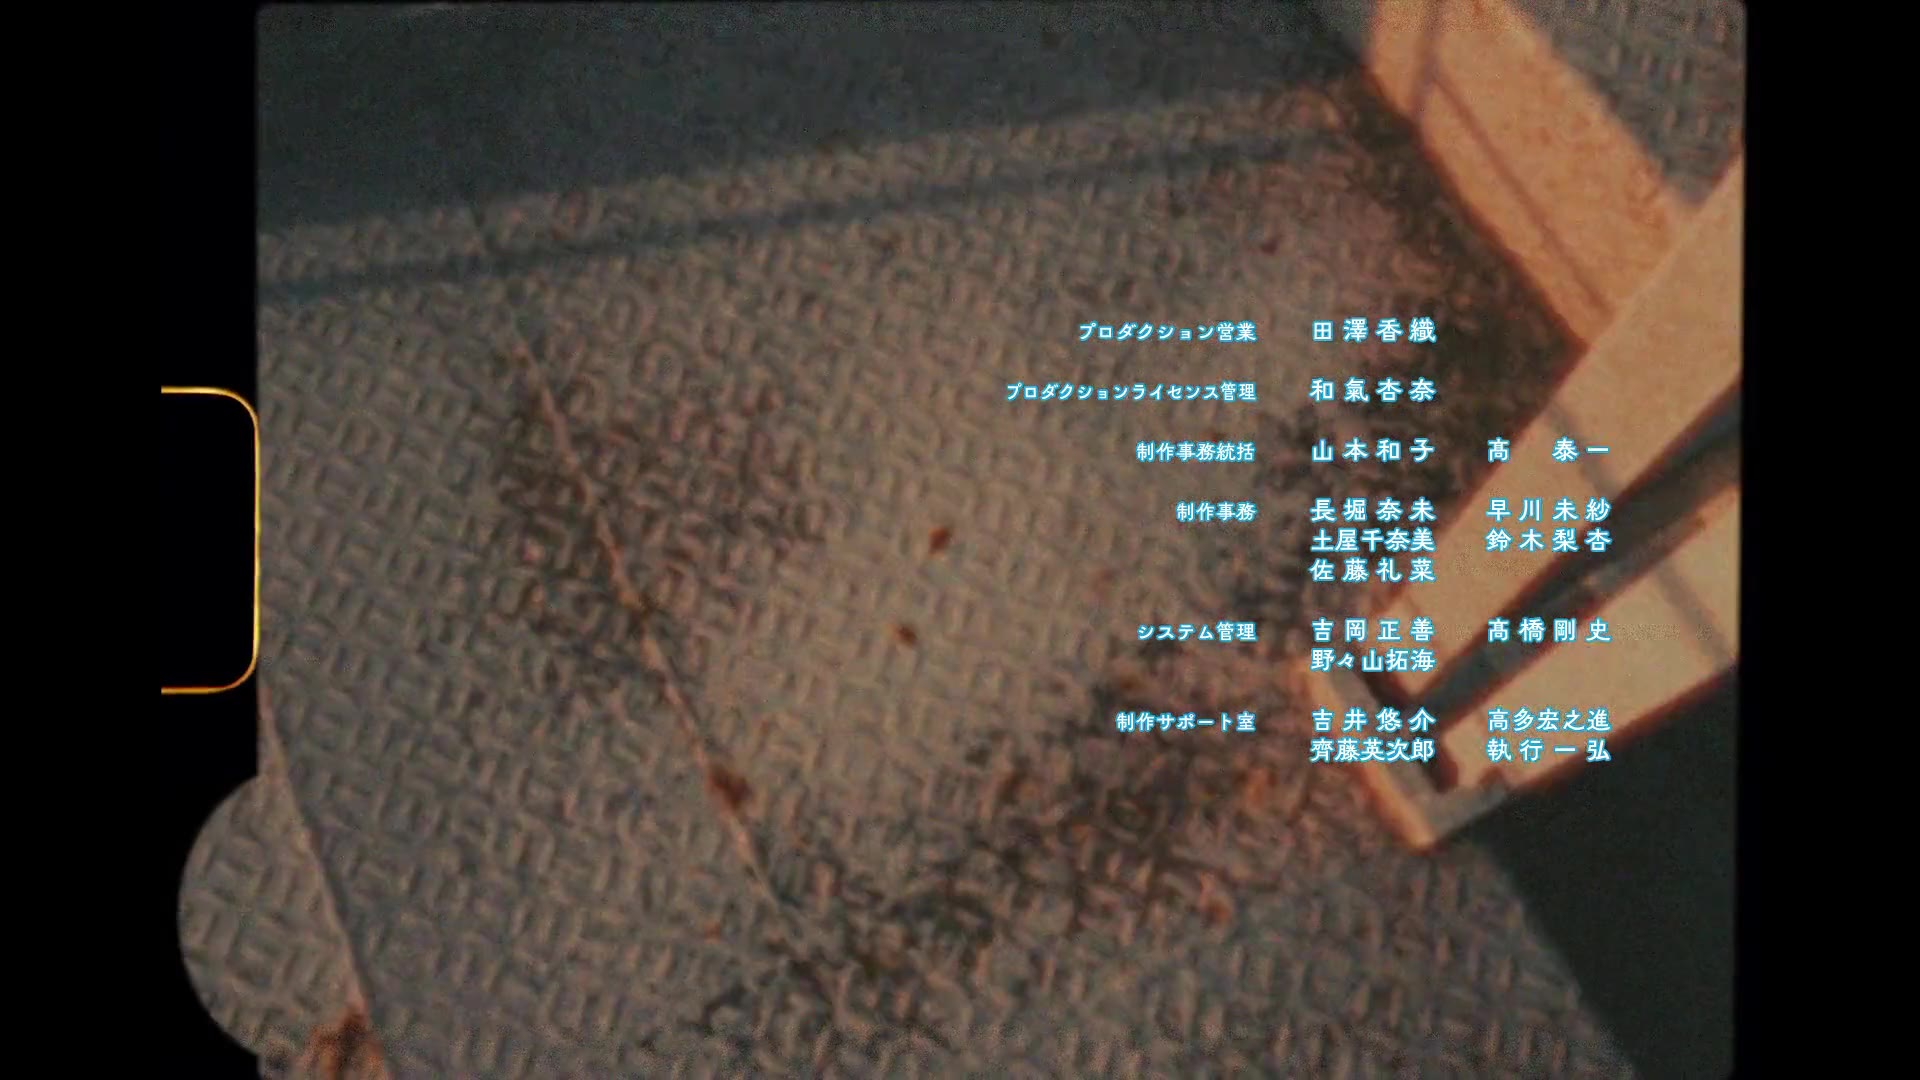 プロダクション営業　田澤香織
プロダクションライセンス管理　和氣杏奈
制作事務統括　山本和子　髙　泰一
制作事務　長堀奈未　早川未紗
土屋千奈美　鈴木梨杏
佐藤礼菜
システム管理　吉岡正善　髙橋剛史
野々山拓海
制作サポート室　吉井悠介　高多宏之進
齊藤英次郎　執行一弘